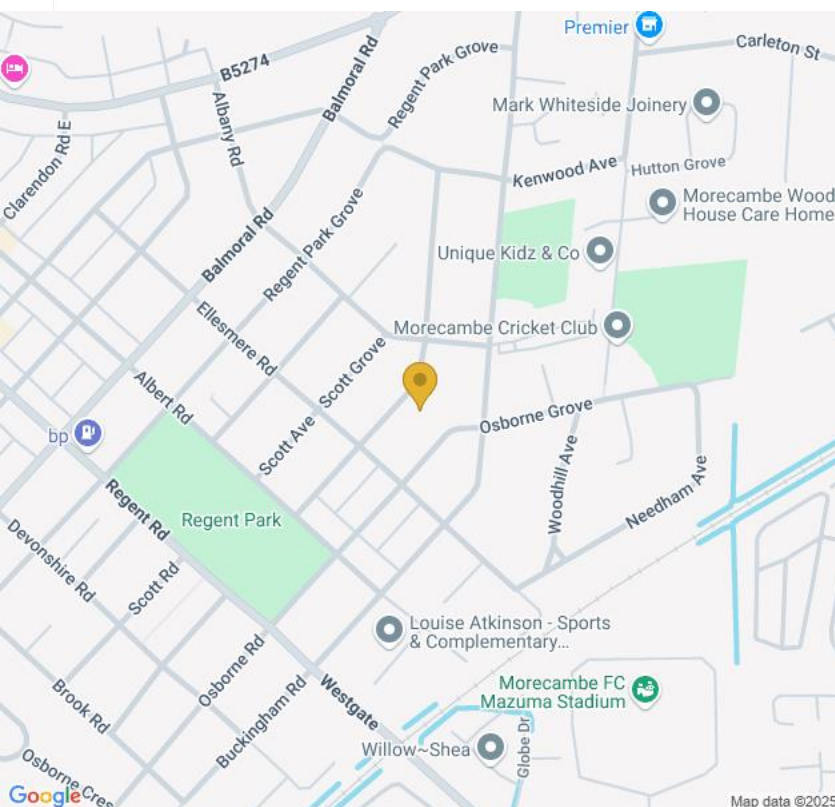 Premier
Carleton St
B5274
Balmoral Rd
Regent Park Grove
Albany Rd
Mark Whiteside Joinery
Clarendon Rd E
Kenwood Ave
Hutton Grove
Morecambe Wood
House Care Home
Balmoral Rd
Regent Park Grove
Unique Kidz & Co
Ellesmere Rd
Morecambe Cricket Club
Scott Grove
Albert Rd
Osborne Grove
bp
Scott Ave
Woodhill Ave
Needham Ave
Regent Rd
Regent Park
Devonshire Rd
Scott Rd
Louise Atkinson - Sports
& Complementary...
Osborne Rd
Westgate
Morecambe FC
Mazuma Stadium
Brook Rd
Buckingham Rd
Willow~Shea
Globe Dr
Osborne Cres
Google
Map data ©2025